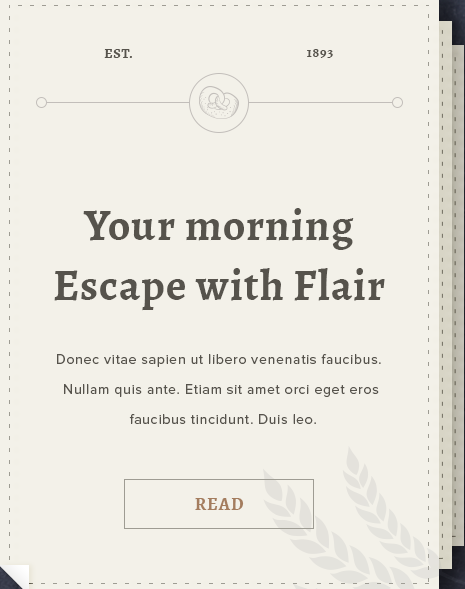 EST. 1893
Your morning
Escape with Flair
Donec vitae sapien ut libero venenatis faucibus.
Nullam quis ante. Etiam sit amet orci eget eros
faucibus tincidunt. Duis leo.
READ